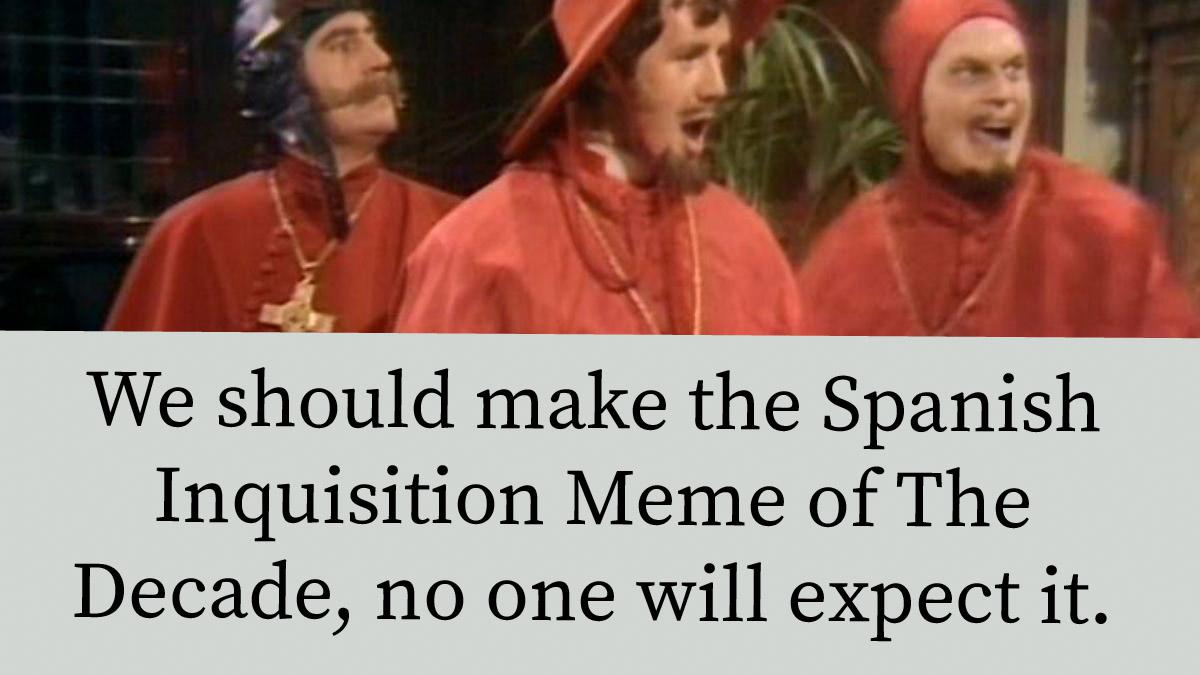 We should make the Spanish
Inquisition Meme of The
Decade, no one will expect it.